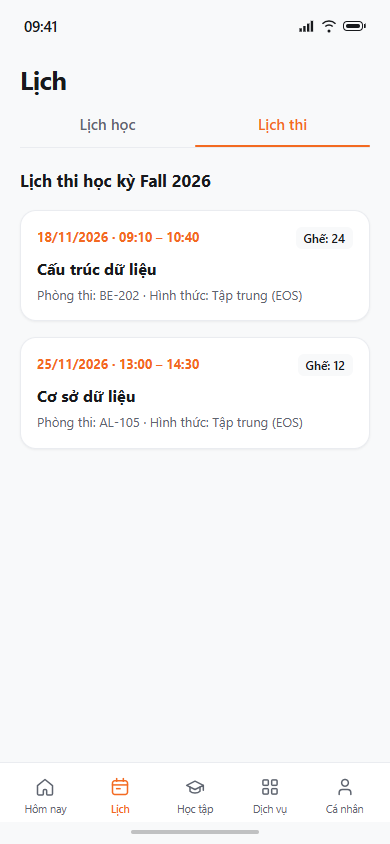 09:41
Lịch
Lịch học
Lịch thi
Lịch thi học kỳ Fall 2026
18/11/2026 · 09:10 – 10:40
Ghế: 24
Cấu trúc dữ liệu
Phòng thi: BE-202 · Hình thức: Tập trung (EOS)
25/11/2026 · 13:00 – 14:30
Ghế: 12
Cơ sở dữ liệu
Phòng thi: AL-105 · Hình thức: Tập trung (EOS)
Hôm nay
Lịch
Học tập
Dịch vụ
Cá nhân